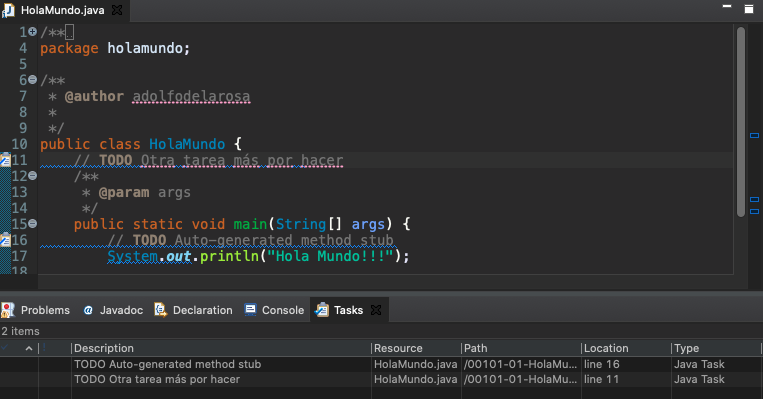 HolaMundo.java
1 /**
4 package holamundo;
5
6 /**
7 * @author adolfodelarosa
8 *
9 */
10 public class HolaMundo {
11 // TODO Otra tarea más por hacer
12 /**
13 * @param args
14 */
15 public static void main(String[] args) {
16 // TODO Auto-generated method stub
17 System.out.println("Hola Mundo!!!");
18
Problems @ Javadoc Declaration Console Tasks
2 items
! Description Resource Path Location Type
TODO Auto-generated method stub HolaMundo.java /00101-01-HolaMu... line 16 Java Task
TODO Otra tarea más por hacer HolaMundo.java /00101-01-HolaMu... line 11 Java Task